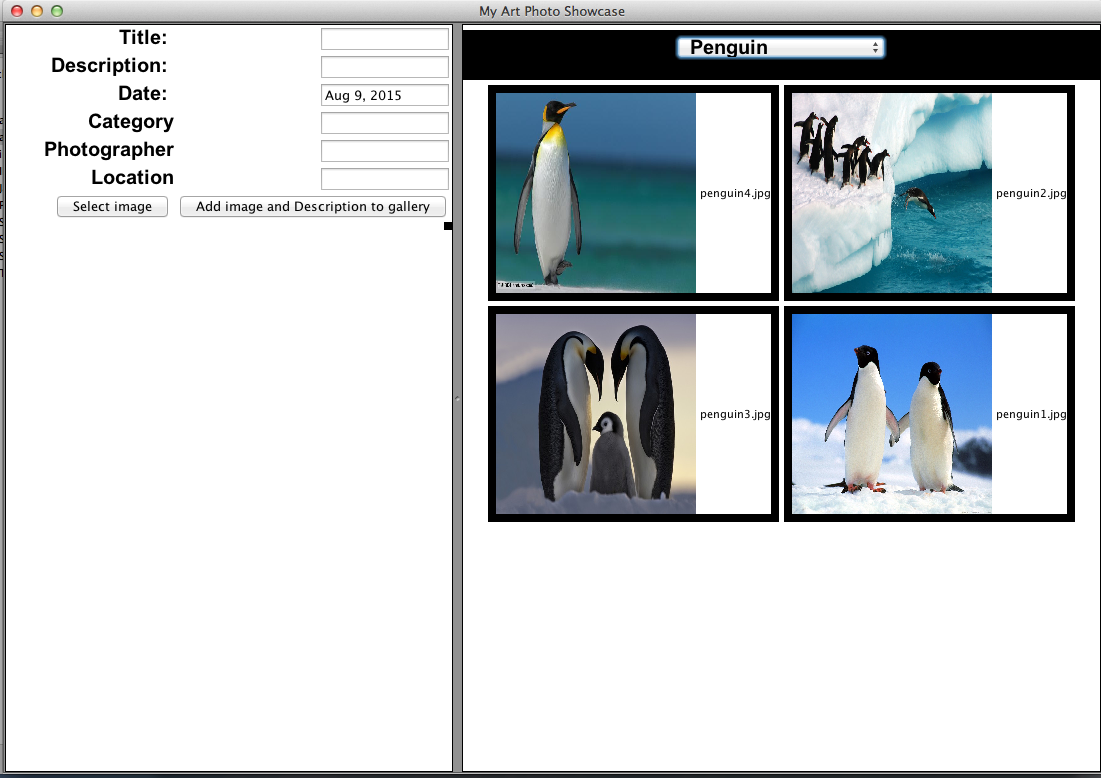 My Art Photo Showcase
Title:
Description:
Date: Aug 9, 2015
Category
Photographer
Location
Select image Add image and Description to gallery
Penguin
penguin4.jpg
penguin2.jpg
penguin3.jpg
penguin1.jpg